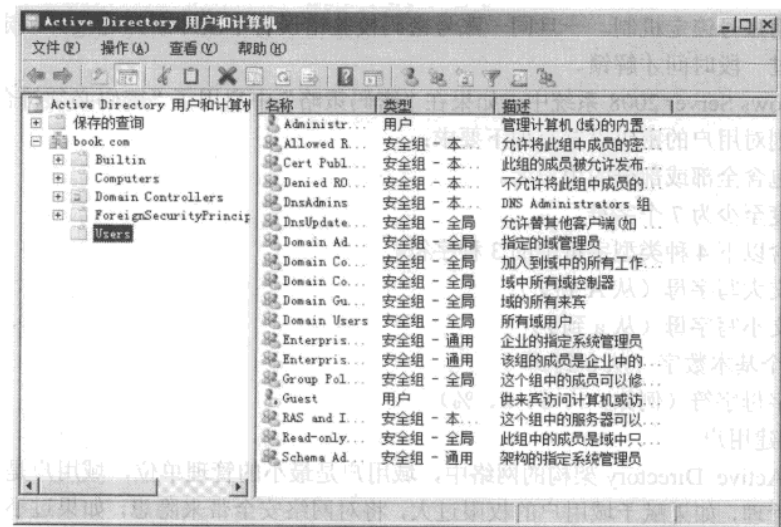 Active Directory 用户和计算机
文件(F) 操作(A) 查看(V) 帮助(H)
Active Directory 用户和计算机
保存的查询
book.com
Builtin
Computers
Domain Controllers
ForeignSecurityPrincip
Users
名称 类型 描述
Administr... 用户 管理计算机(域)的内置...
Allowed R... 安全组 - 本... 允许将此组中成员的密...
Cert Publ... 安全组 - 本... 此组的成员被允许发布...
Denied RO... 安全组 - 本... 不允许将此组中成员的...
DnsAdmins 安全组 - 本... DNS Administrators 组
DnsUpdate... 安全组 - 全局 允许替其他客户端(如...
Domain Ad... 安全组 - 全局 指定的域管理员
Domain Co... 安全组 - 全局 加入到域中的所有工作...
Domain Co... 安全组 - 全局 域中所有域控制器
Domain Gu... 安全组 - 全局 域的所有来宾
Domain Users 安全组 - 全局 所有域用户
Enterpris... 安全组 - 通用 企业的指定系统管理员
Enterpris... 安全组 - 通用 该组的成员是企业中的...
Group Pol... 安全组 - 全局 这个组中的成员可以修...
Guest 用户 供来宾访问计算机或访...
RAS and I... 安全组 - 本... 这个组中的服务器可以...
Read-only... 安全组 - 全局 此组中的成员是域中只...
Schema Ad... 安全组 - 通用 架构的指定系统管理员